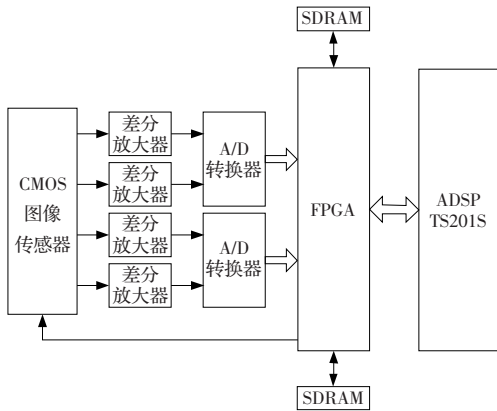 SDRAM
CMOS
图像
传感器
差分
放大器
差分
放大器
差分
放大器
差分
放大器
A/D
转换器
A/D
转换器
FPGA
ADSP
TS201S
SDRAM